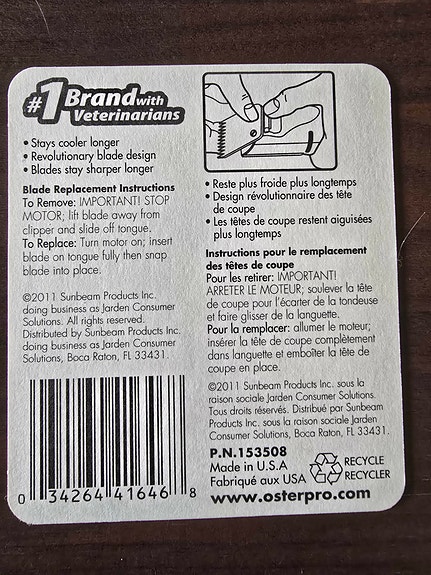 #1 Brand with
Veterinarians
• Stays cooler longer
• Revolutionary blade design
• Blades stay sharper longer
Blade Replacement Instructions
To Remove: IMPORTANT! STOP
MOTOR; lift blade away from
clipper and slide off tongue.
To Replace: Turn motor on; insert
blade on tongue fully then snap
blade into place.
©2011 Sunbeam Products Inc.
doing business as Jarden Consumer
Solutions. All rights reserved.
Distributed by Sunbeam Products Inc.
doing business as Jarden Consumer
Solutions, Boca Raton, FL 33431.
0 34264 41646 8
• Reste plus froide plus longtemps
• Design révolutionnaire des tête
de coupe
• Les têtes de coupe restent aiguisées
plus longtemps
Instructions pour le remplacement
des têtes de coupe
Pour les retirer: IMPORTANT!
ARRETER LE MOTEUR; soulever la tête
de coupe pour l'écarter de la tondeuse
et faire glisser de la languette.
Pour la remplacer: allumer le moteur;
insérer la tête de coupe complètement
dans languette et emboîter la tête de
coupe en place.
©2011 Sunbeam Products Inc. sous la
raison sociale Jarden Consumer Solutions.
Tous droits réservés. Distribué par Sunbeam
Products Inc. sous la raison sociale Jarden
Consumer Solutions, Boca Raton, FL 33431.
P.N.153508
Made in U.S.A
Fabriqué aux USA
RECYCLE
RECYCLER
www.osterpro.com